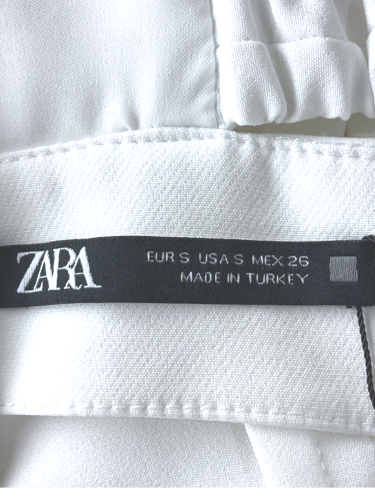 ZARA
EUR S USA S MEX 26
MADE IN TURKEY